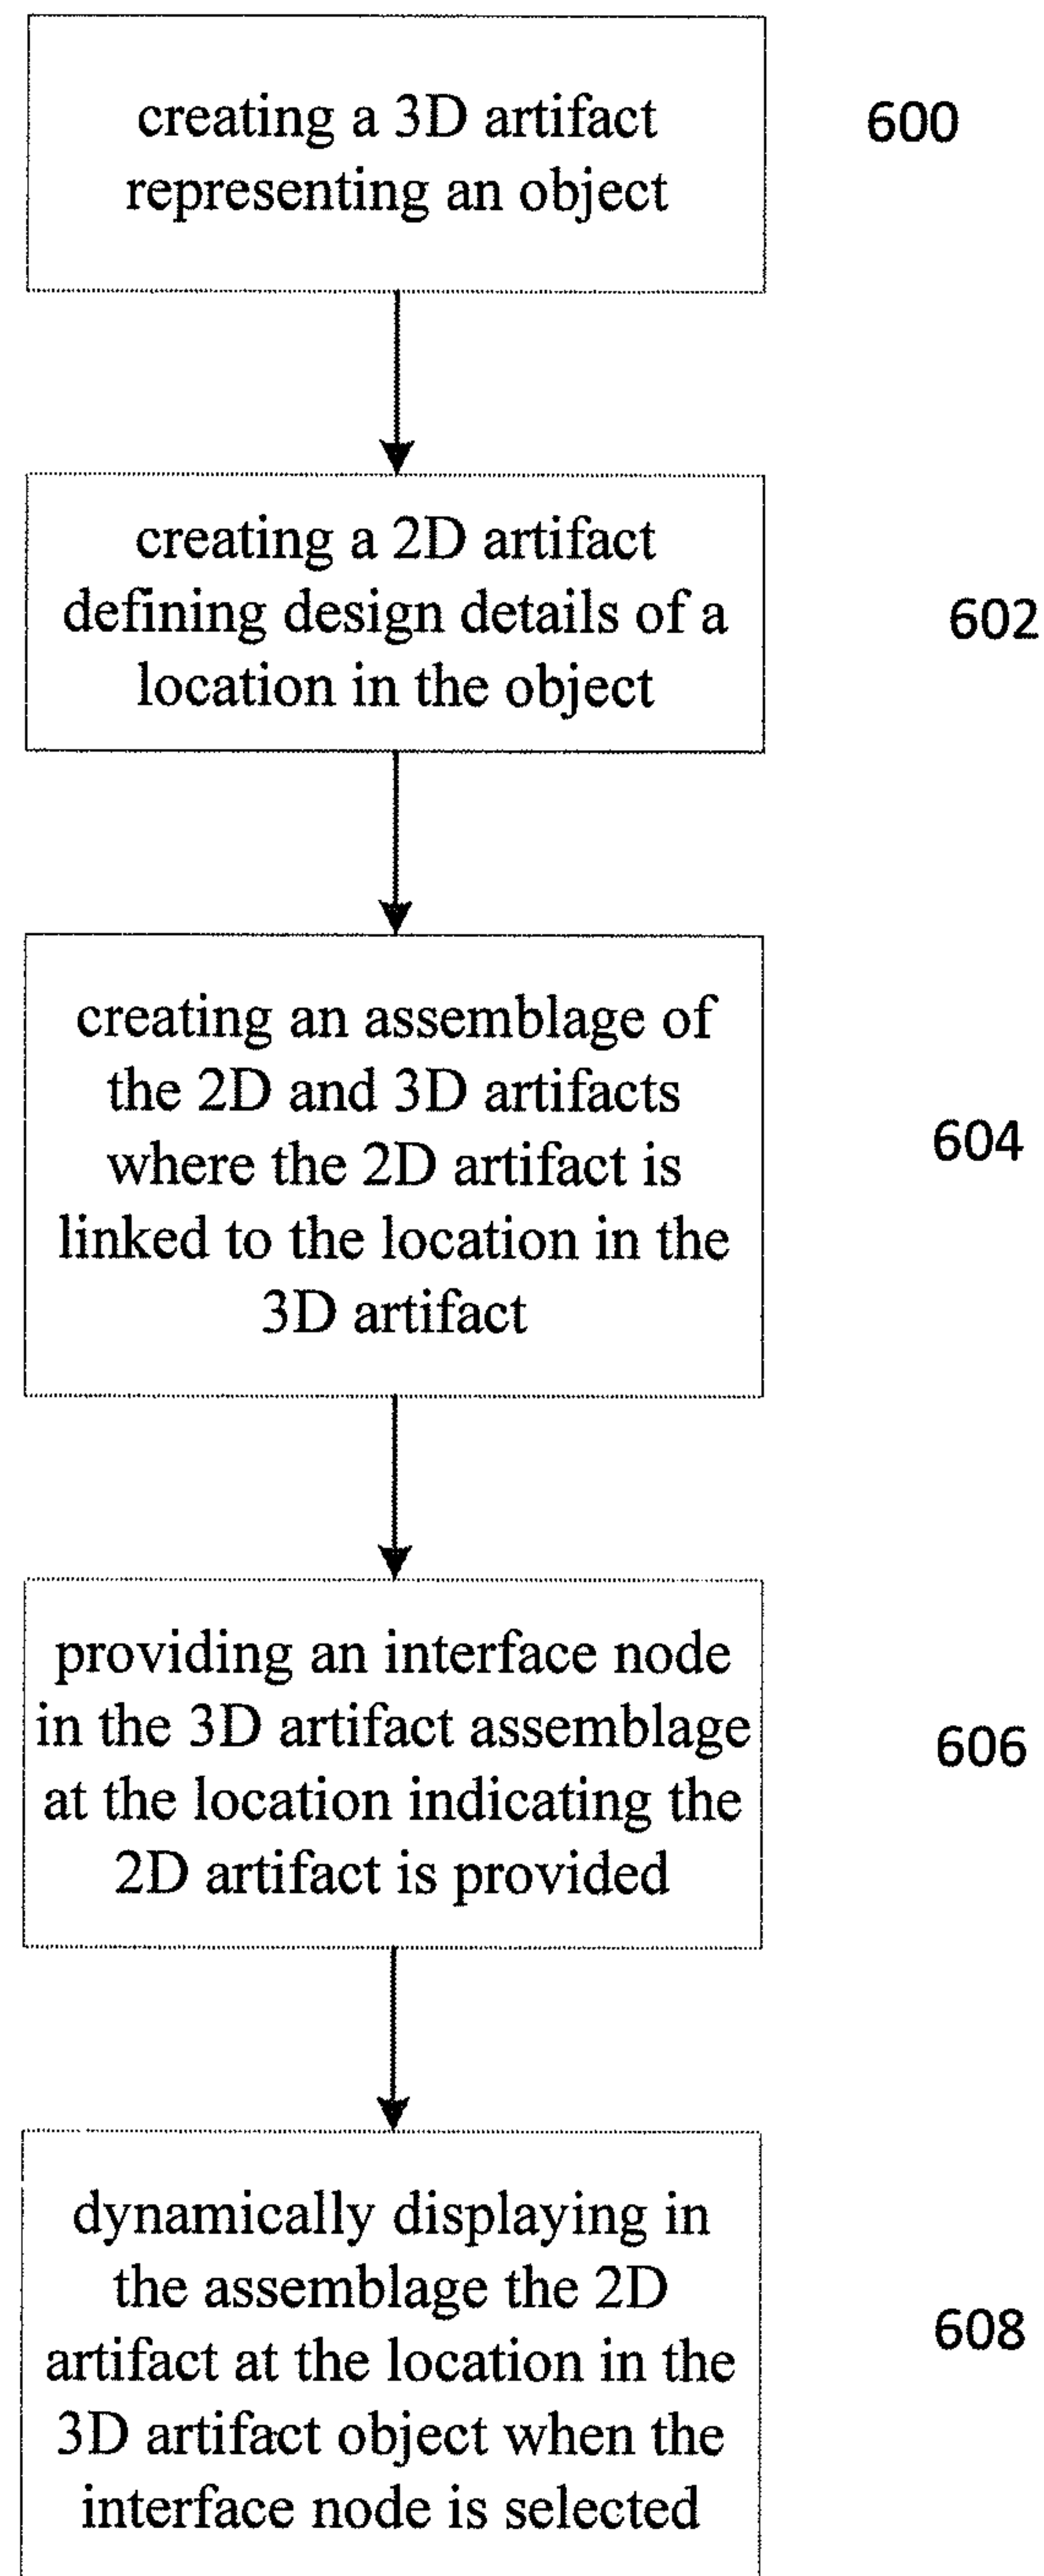 creating a 3D artifact
representing an object
600
creating a 2D artifact
defining design details of a
location in the object
602
creating an assemblage of
the 2D and 3D artifacts
where the 2D artifact is
linked to the location in the
3D artifact
604
providing an interface node
in the 3D artifact assemblage
at the location indicating the
2D artifact is provided
606
dynamically displaying in
the assemblage the 2D
artifact at the location in the
3D artifact object when the
interface node is selected
608